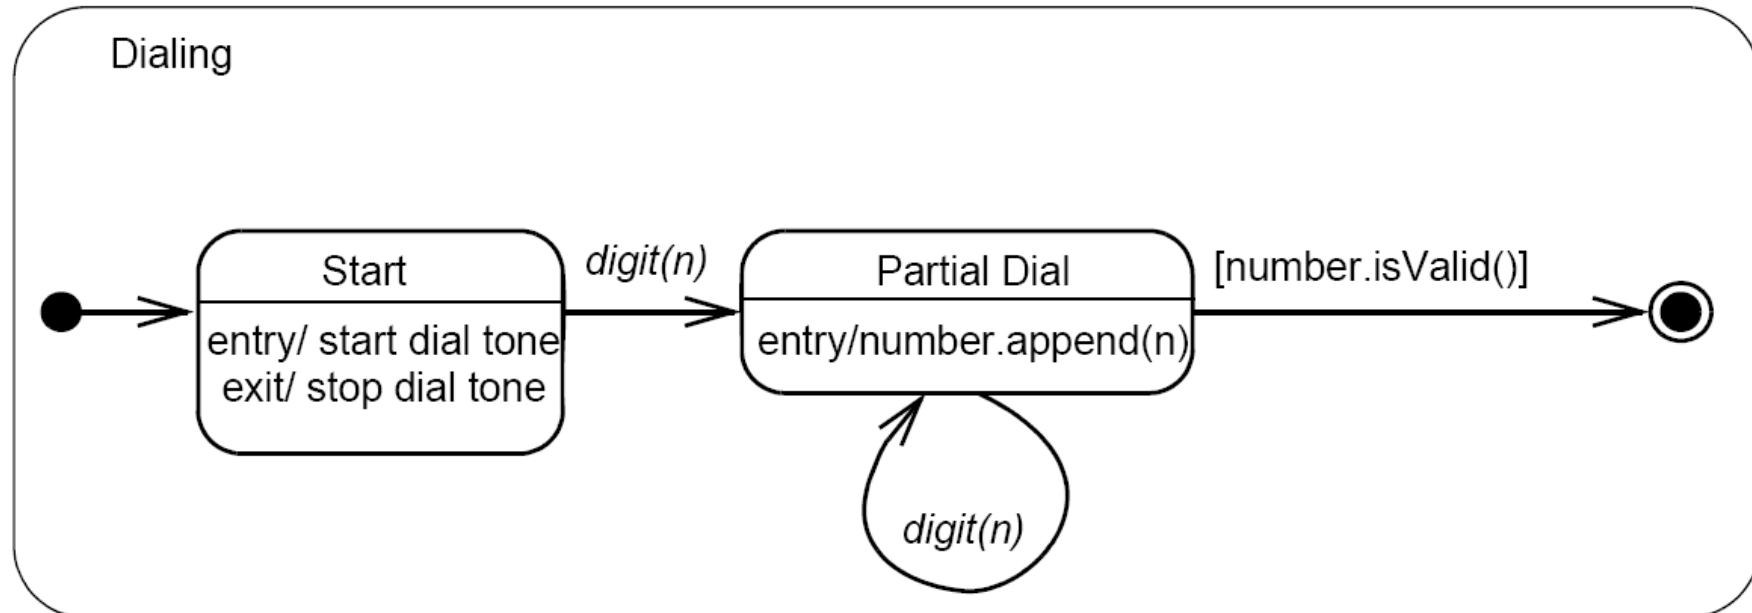 Dialing
Start
entry/ start dial tone
exit/ stop dial tone
digit(n)
Partial Dial
entry/number.append(n)
digit(n)
[number.isValid()]